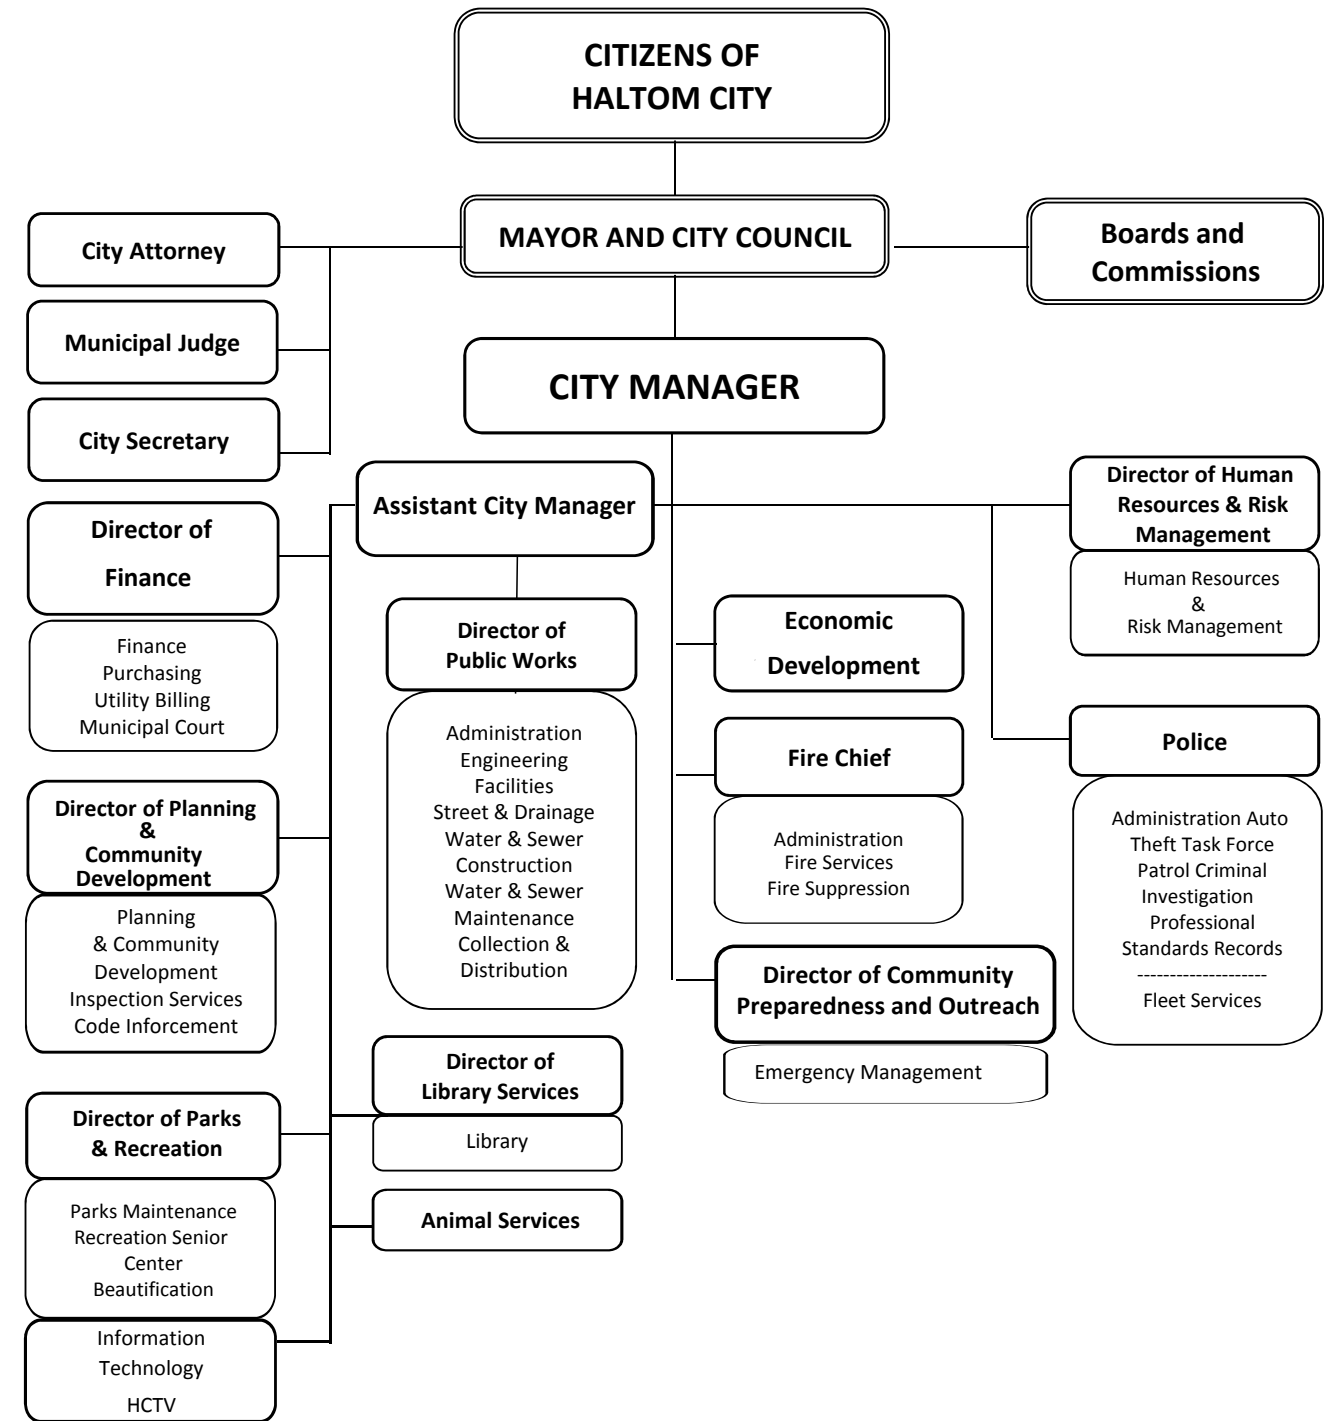 CITIZENS OF
HALTOM CITY
MAYOR AND CITY COUNCIL
Boards and
Commissions
City Attorney
Municipal Judge
City Secretary
CITY MANAGER
Assistant City Manager
Director of Human
Resources & Risk
Management
Human Resources
&
Risk Management
Director of
Finance
Finance
Purchasing
Utility Billing
Municipal Court
Director of
Public Works
Administration
Engineering
Facilities
Street & Drainage
Water & Sewer
Construction
Water & Sewer
Maintenance
Collection &
Distribution
Economic
Development
Fire Chief
Administration
Fire Services
Fire Suppression
Police
Administration Auto
Theft Task Force
Patrol Criminal
Investigation
Professional
Standards Records
--------------------
Fleet Services
Director of Planning
&
Community
Development
Planning
& Community
Development
Inspection Services
Code Inforcement
Director of Community
Preparedness and Outreach
Emergency Management
Director of
Library Services
Library
Director of Parks
& Recreation
Parks Maintenance
Recreation Senior
Center
Beautification
Animal Services
Information
Technology
HCTV